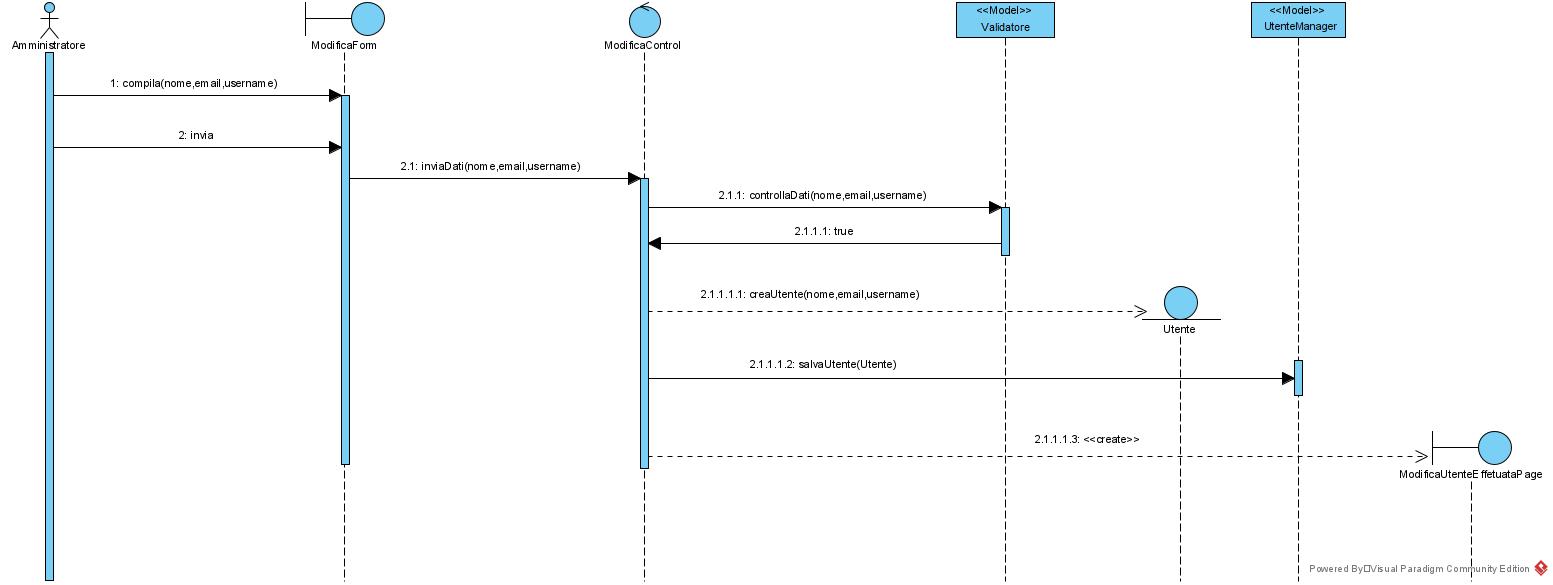 <<Model>>
<<Model>>
Validatore
UtenteManager
Amministratore
ModificaForm
ModificaControl
1: compila(nome,email,username)
2: invia
2.1: inviaDati(nome,email,username)
2.1.1: controllaDati(nome,email,username)
2.1.1.1: true
2.1.1.1.1: creaUtente(nome,email,username)
Utente
2.1.1.1.2: salvaUtente(Utente)
2.1.1.1.3: <<create>>
ModificaUtenteEffetuataPage
Powered By Visual Paradigm Community Edition